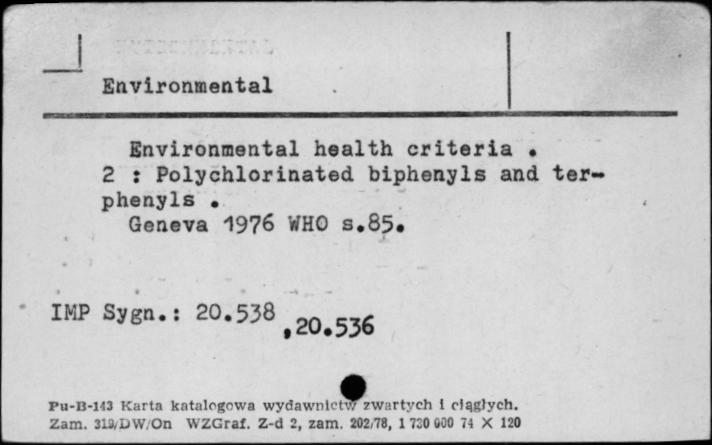 Environmental
Environmental health criteria .
2 : Polychlorinated biphenyls and ter-
phenyls .
Geneva 1976 WHO s.85.
IMP Sygn.: 20.538 ,20.536
Pu-B-143 Karta katalogowa wydawnictw zwartych i ciągłych.
Zam. 319/DW/On WZGraf. Z-d 2, zam. 202/78, 1 730 000 74 X 120